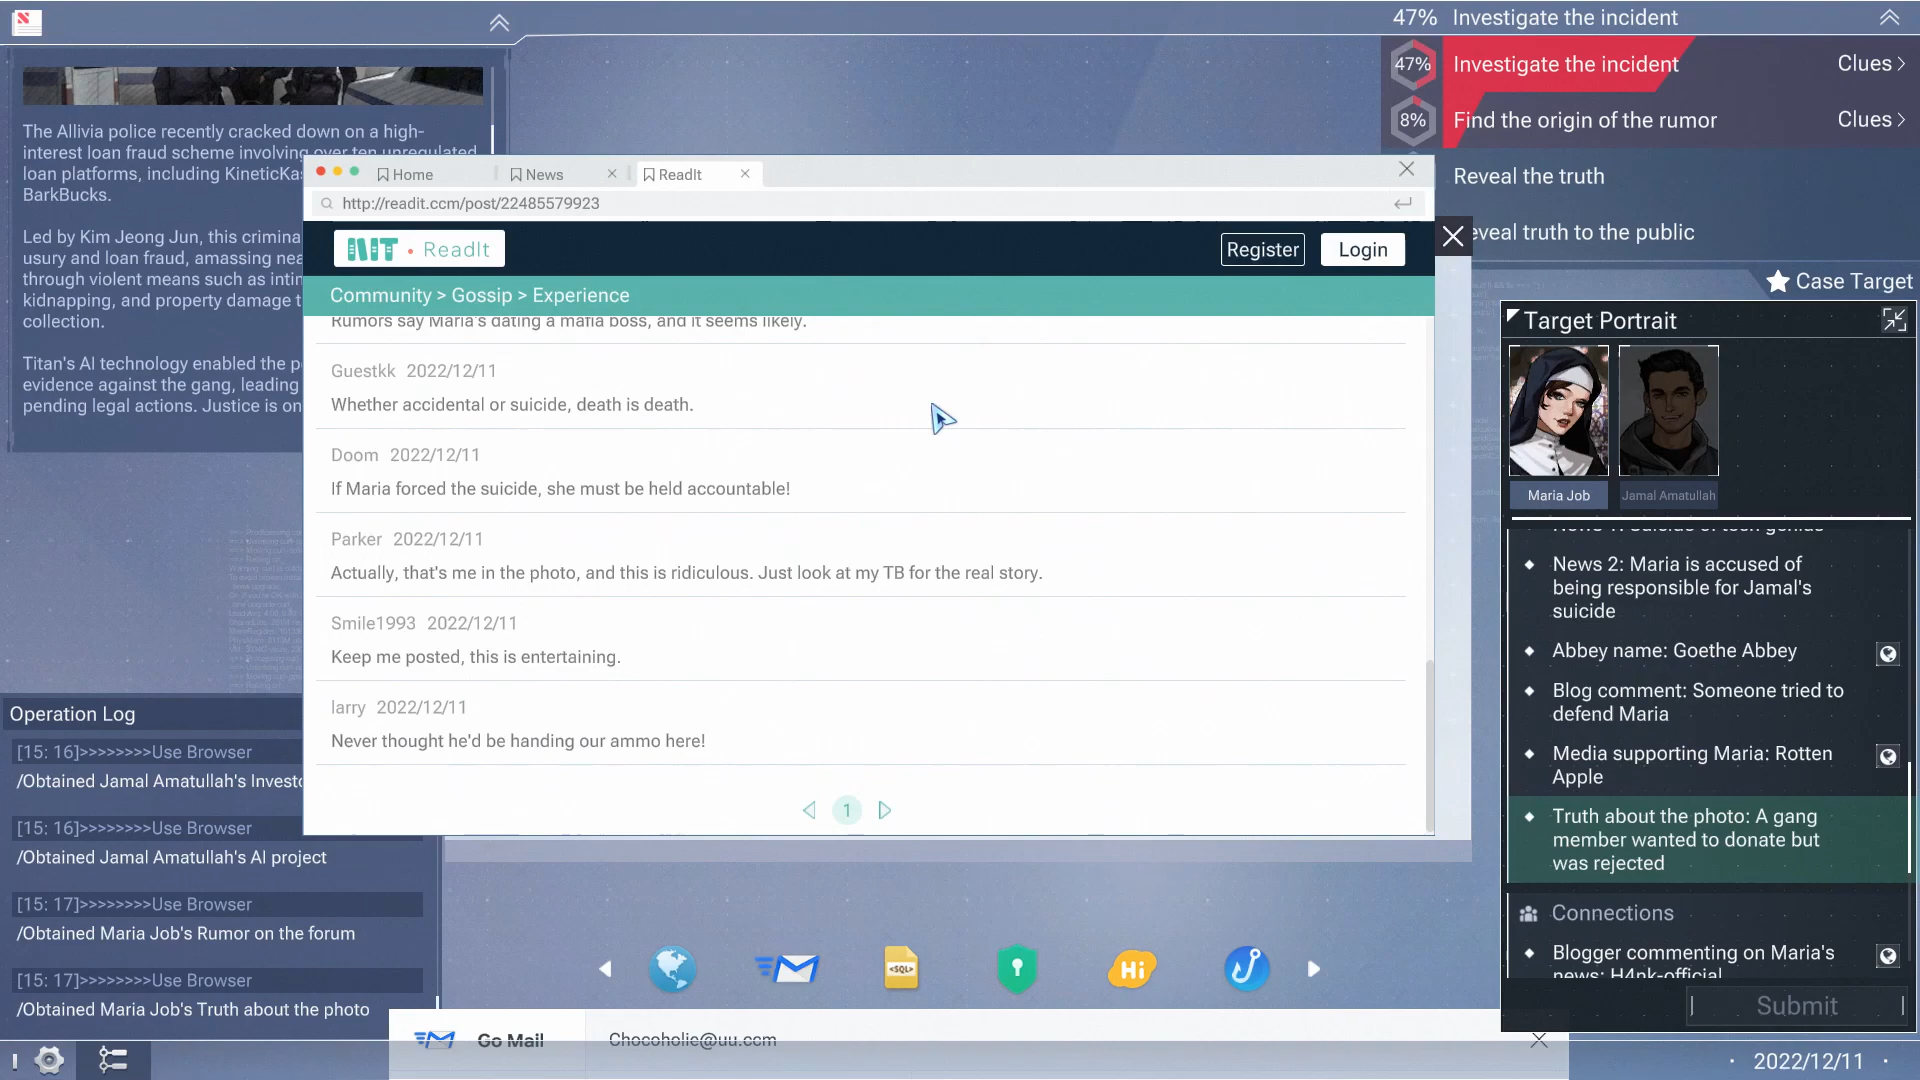 47% Investigate the incident
47% Investigate the incident Clues >
8% Find the origin of the rumor Clues >
Reveal the truth
eveal truth to the public
The Allivia police recently cracked down on a high-
interest loan fraud scheme involving over ten unregulated
loan platforms, including KineticKas
BarkBucks.
Led by Kim Jeong Jun, this crimina
usury and loan fraud, amassing nea
through violent means such as intin
kidnapping, and property damage t
collection.
Titan's AI technology enabled the p
evidence against the gang, leading
pending legal actions. Justice is on
Home
News
ReadIt
http://readit.ccm/post/22485579923
ReadIt
Register
Login
Community > Gossip > Experience
Rumors say Maria's dating a mafia boss, and it seems likely.
Guestkk 2022/12/11
Whether accidental or suicide, death is death.
Doom 2022/12/11
If Maria forced the suicide, she must be held accountable!
Parker 2022/12/11
Actually, that's me in the photo, and this is ridiculous. Just look at my TB for the real story.
Smile1993 2022/12/11
Keep me posted, this is entertaining.
larry 2022/12/11
Never thought he'd be handing our ammo here!
1
Case Target
Target Portrait
Maria Job
Jamal Amatullah
News 1: Suicide of tech genius
News 2: Maria is accused of
being responsible for Jamal's
suicide
Abbey name: Goethe Abbey
Blog comment: Someone tried to
defend Maria
Media supporting Maria: Rotten
Apple
Truth about the photo: A gang
member wanted to donate but
was rejected
Connections
Blogger commenting on Maria's
news: H4nk-official
Submit
Operation Log
[15: 16]>>>>>>>>Use Browser
/Obtained Jamal Amatullah's Investo
[15: 16]>>>>>>>>Use Browser
/Obtained Jamal Amatullah's AI project
[15: 17]>>>>>>>>Use Browser
/Obtained Maria Job's Rumor on the forum
[15: 17]>>>>>>>>Use Browser
/Obtained Maria Job's Truth about the photo
<SQL>
Hi
Go Mail
Chocoholic@uu.ccm
2022/12/11